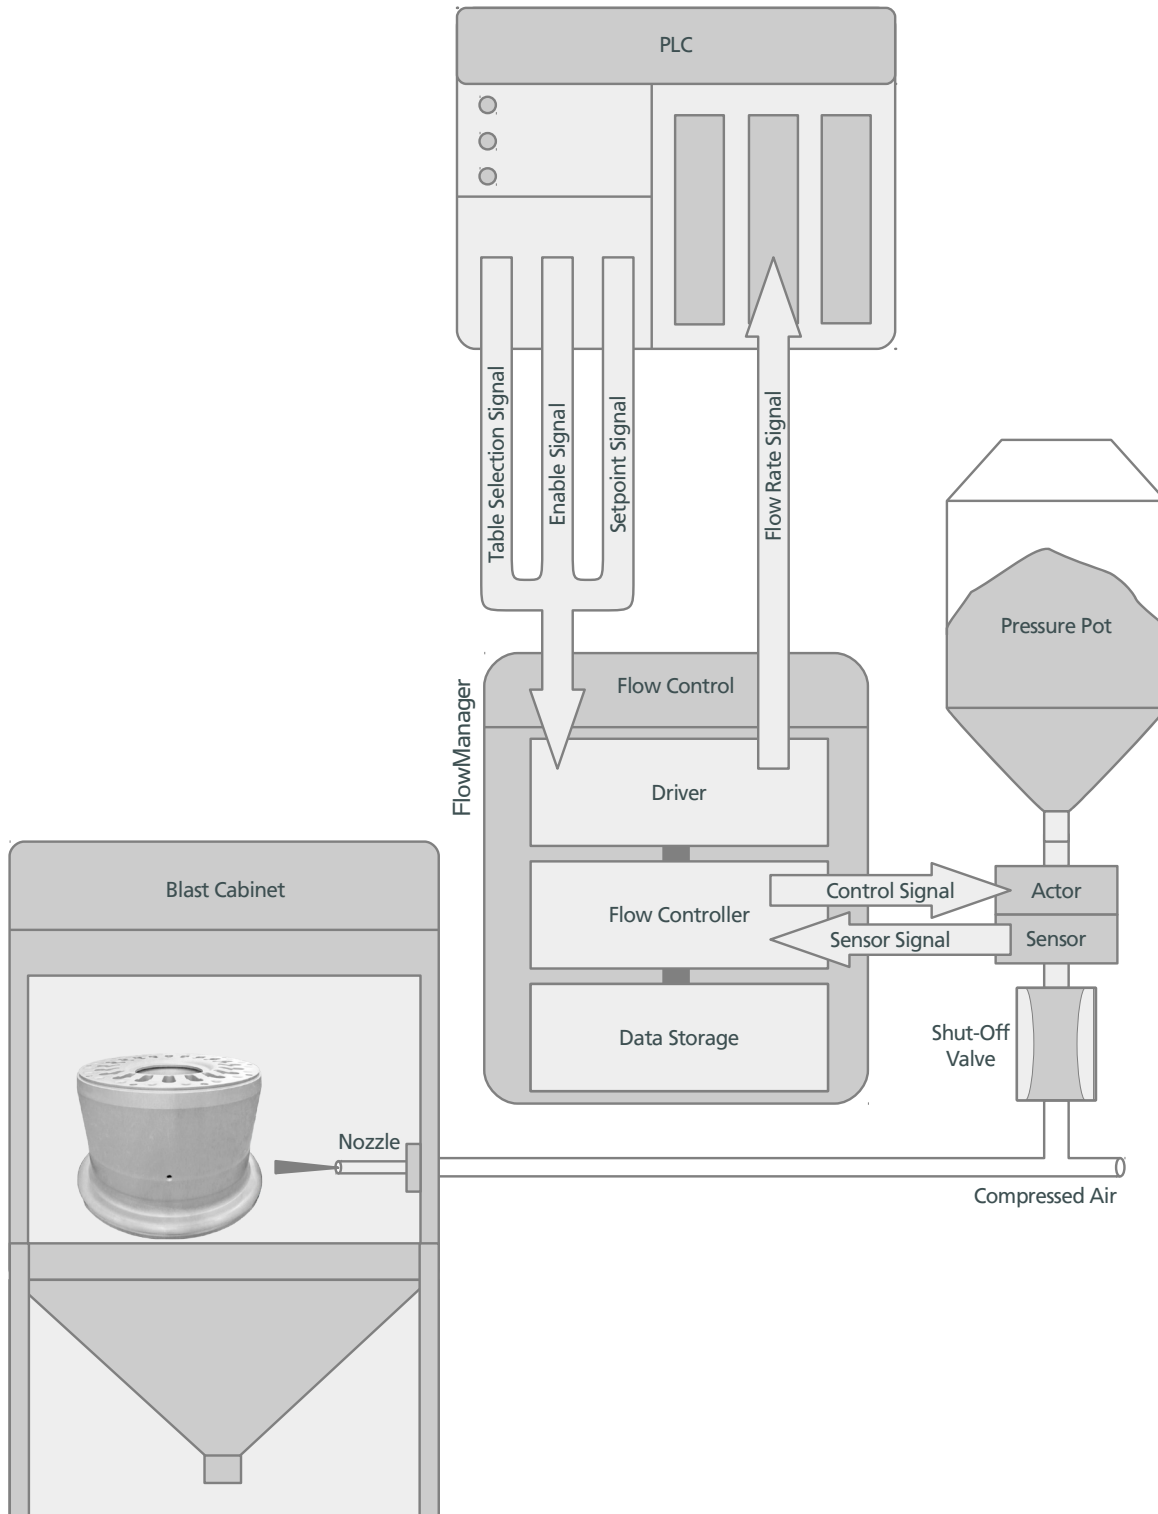 PLC
Table Selection Signal
Enable Signal
Setpoint Signal
Flow Rate Signal
Pressure Pot
FlowManager
Flow Control
Driver
Blast Cabinet
Flow Controller
Control Signal
Actor
Sensor Signal
Sensor
Data Storage
Shut-Off
Valve
Nozzle
Compressed Air